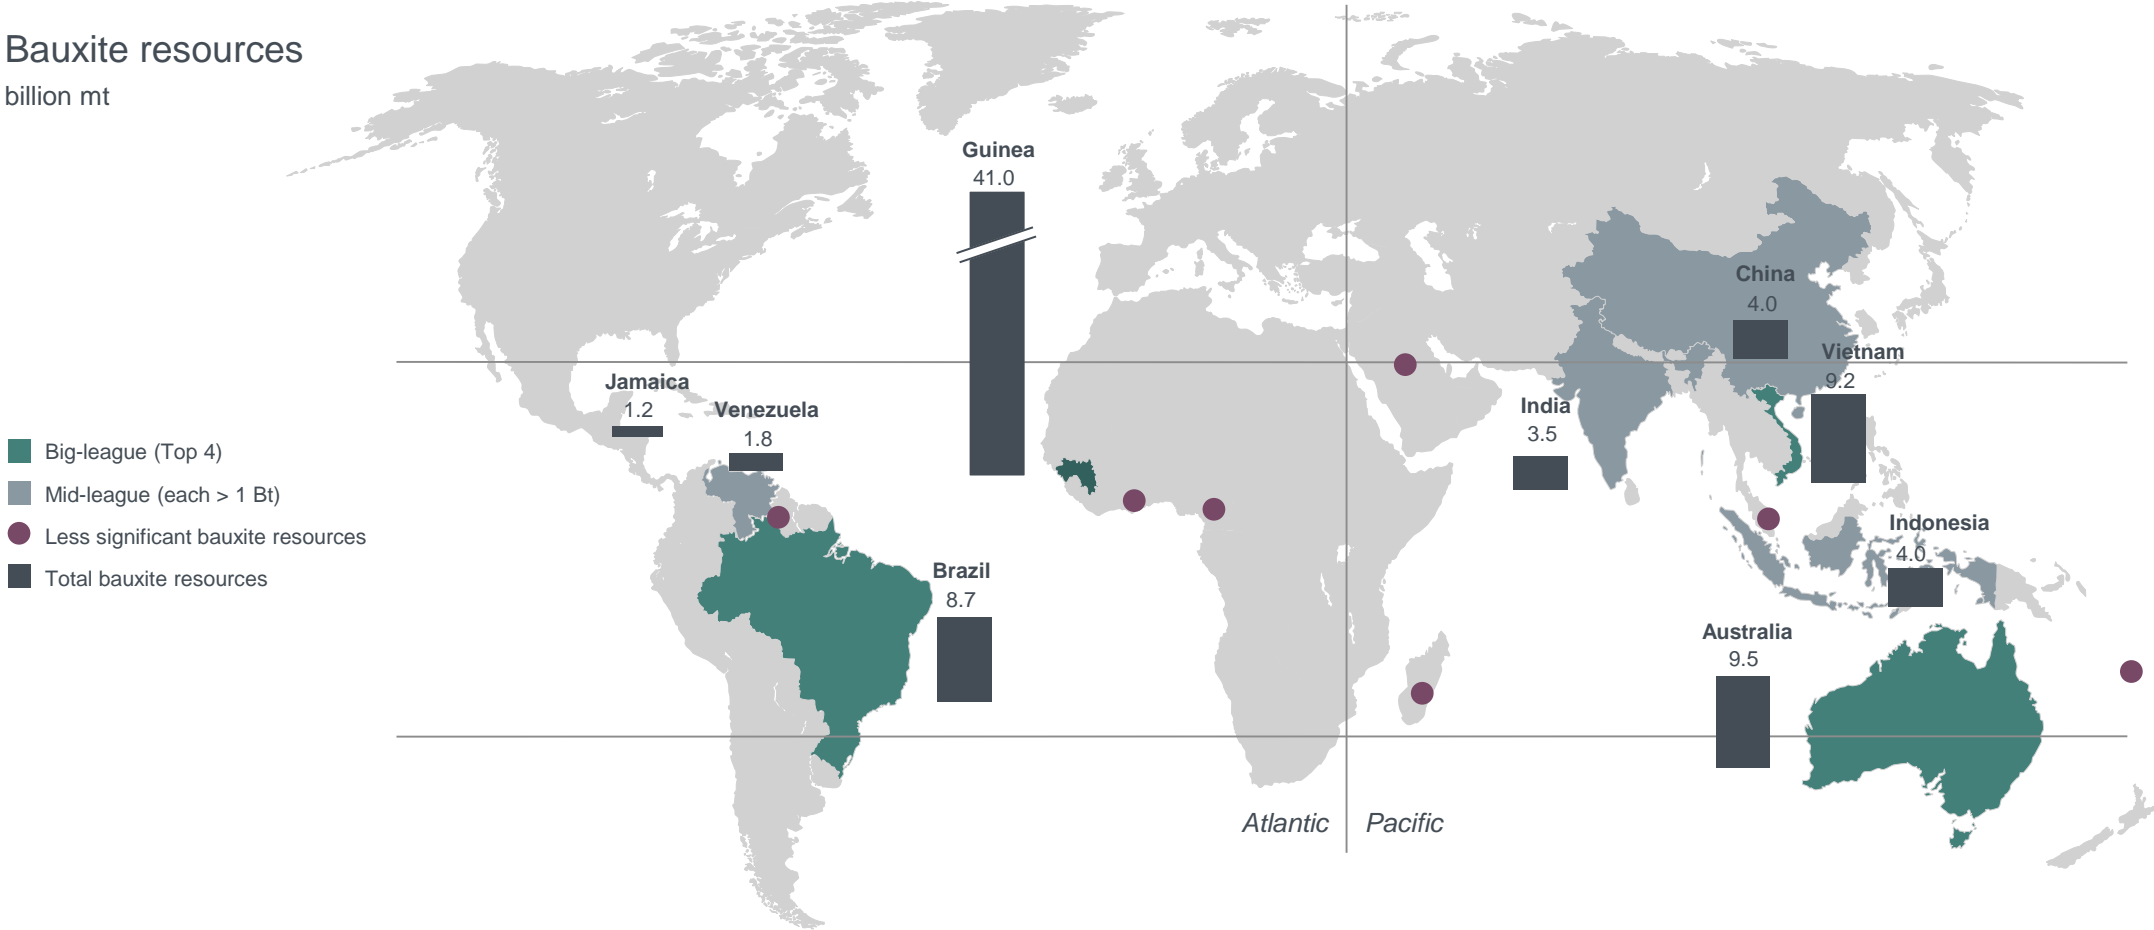 Bauxite resources
billion mt
Guinea
41.0
China
4.0
Vietnam
9.2
Jamaica
1.2
Venezuela
1.8
India
3.5
Big-league (Top 4)
Mid-league (each > 1 Bt)
Less significant bauxite resources
Total bauxite resources
Indonesia
4.0
Brazil
8.7
Australia
9.5
Atlantic
Pacific